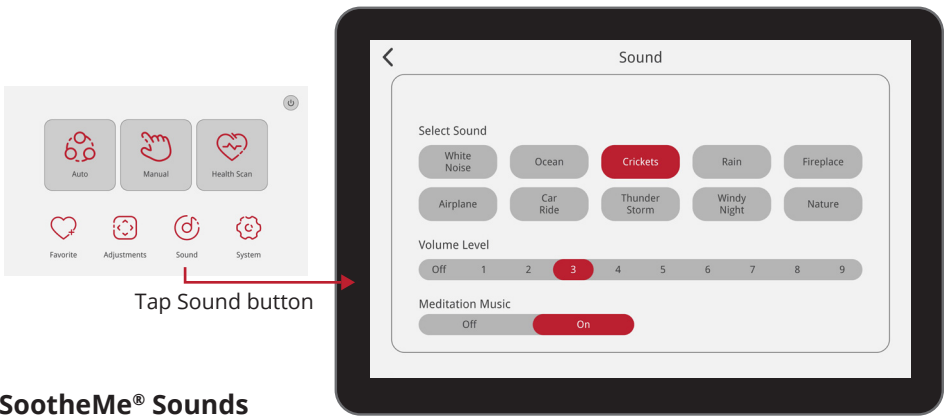 Auto
Manual
Health Scan
Favorite
Adjustments
Sound
System
Tap Sound button
SootheMe® Sounds
Sound
Select Sound
White
Noise
Ocean
Crickets
Rain
Fireplace
Airplane
Car
Ride
Thunder
Storm
Windy
Night
Nature
Volume Level
Off 1 2 3 4 5 6 7 8 9
Meditation Music
Off On